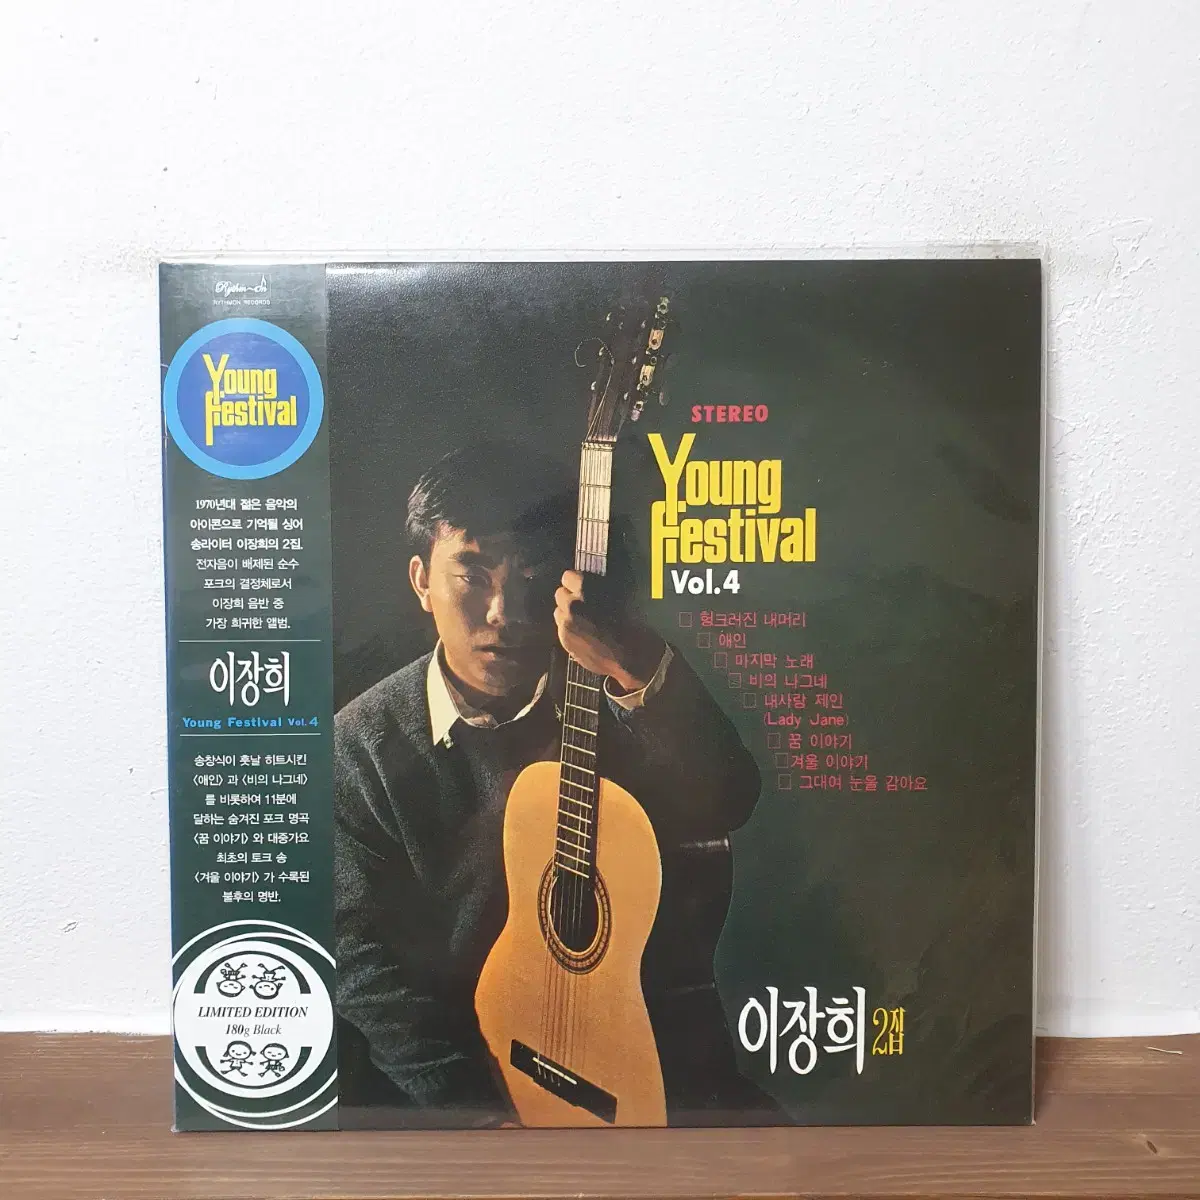 Rythm~On
RYTHMON RECORDS
Young
Festival
1970년대 젊은 음악의
아이콘으로 기억될 싱어
송라이터 이장희의 2집.
전자음이 배제된 순수
포크의 결정체로서
이장희 음반 중
가장 희귀한 앨범.
이장희
Young Festival Vol. 4
송창식이 훗날 히트시킨
〈애인〉과 〈비의 나그네〉
를 비롯하여 11분에
달하는 숨겨진 포크 명곡
〈꿈 이야기〉와 대중가요
최초의 토크 송
〈겨울 이야기〉가 수록된
불후의 명반.
LIMITED EDITION
180g Black
STEREO
Young
Festival
Vol.4
□ 헝크러진 내머리
□ 애인
□ 마지막 노래
□ 비의 나그네
□ 내사랑 제인
(Lady Jane)
□ 꿈 이야기
□ 겨울 이야기
□ 그대여 눈을 감아요
이장희 2집